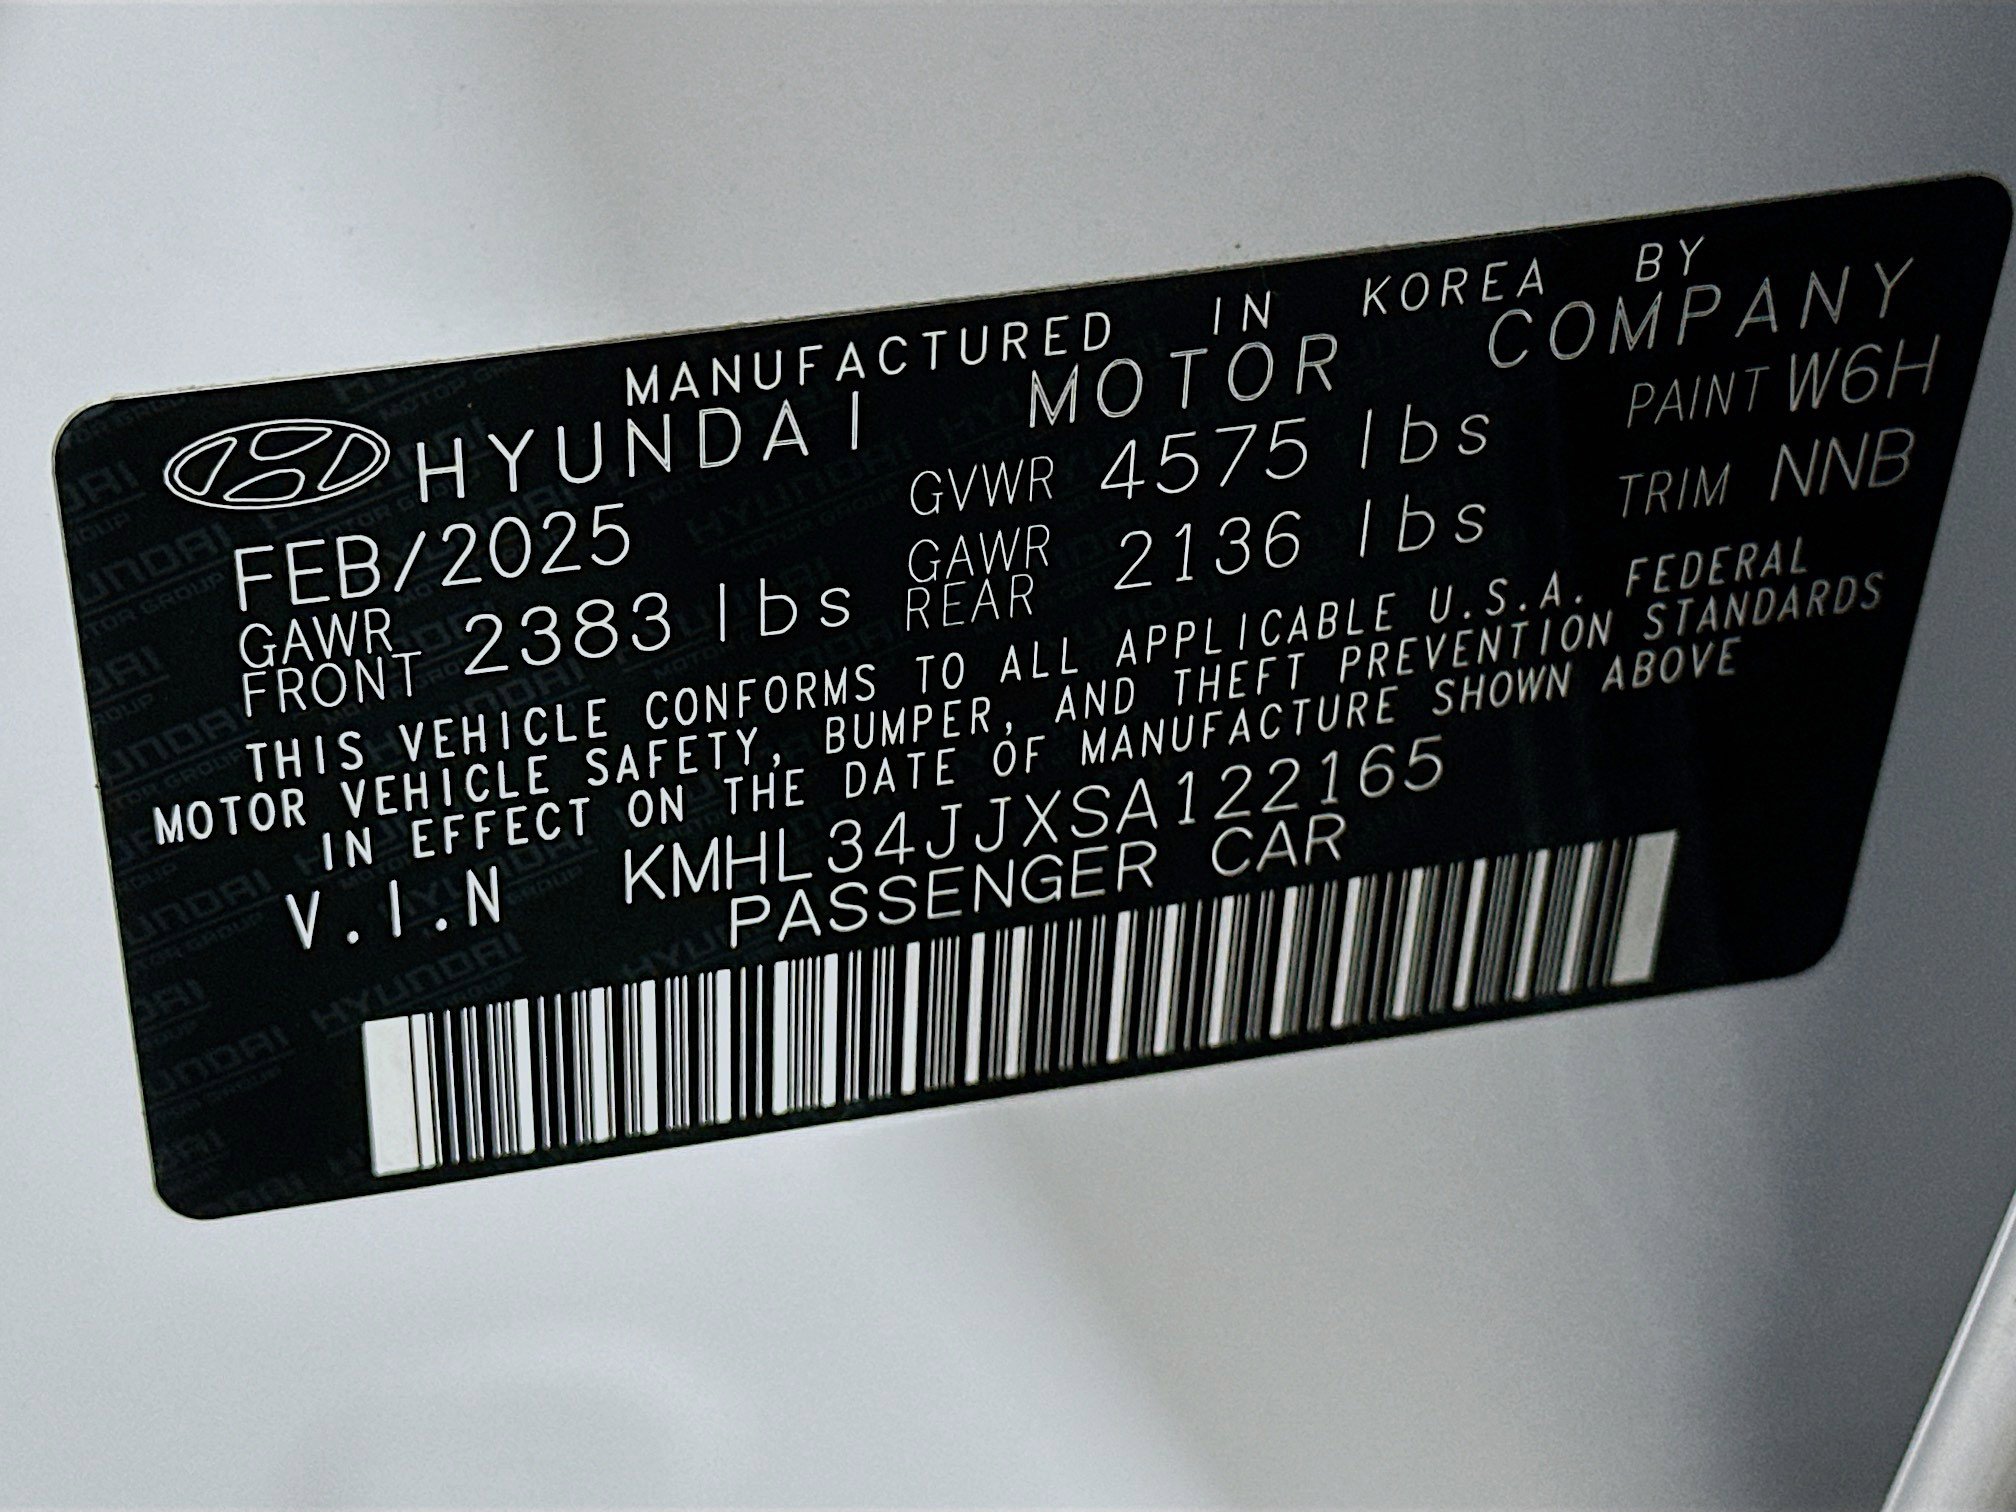 MANUFACTURED IN KOREA BY
HYUNDAI MOTOR COMPANY
FEB/2025 GVWR 4575 lbs PAINT W6H
GAWR FRONT 2383 lbs GAWR REAR 2136 lbs TRIM NNB
THIS VEHICLE CONFORMS TO ALL APPLICABLE U.S.A. FEDERAL
MOTOR VEHICLE SAFETY, BUMPER, AND THEFT PREVENTION STANDARDS
IN EFFECT ON THE DATE OF MANUFACTURE SHOWN ABOVE
V.I.N KMHL34JJXSA122165
PASSENGER CAR